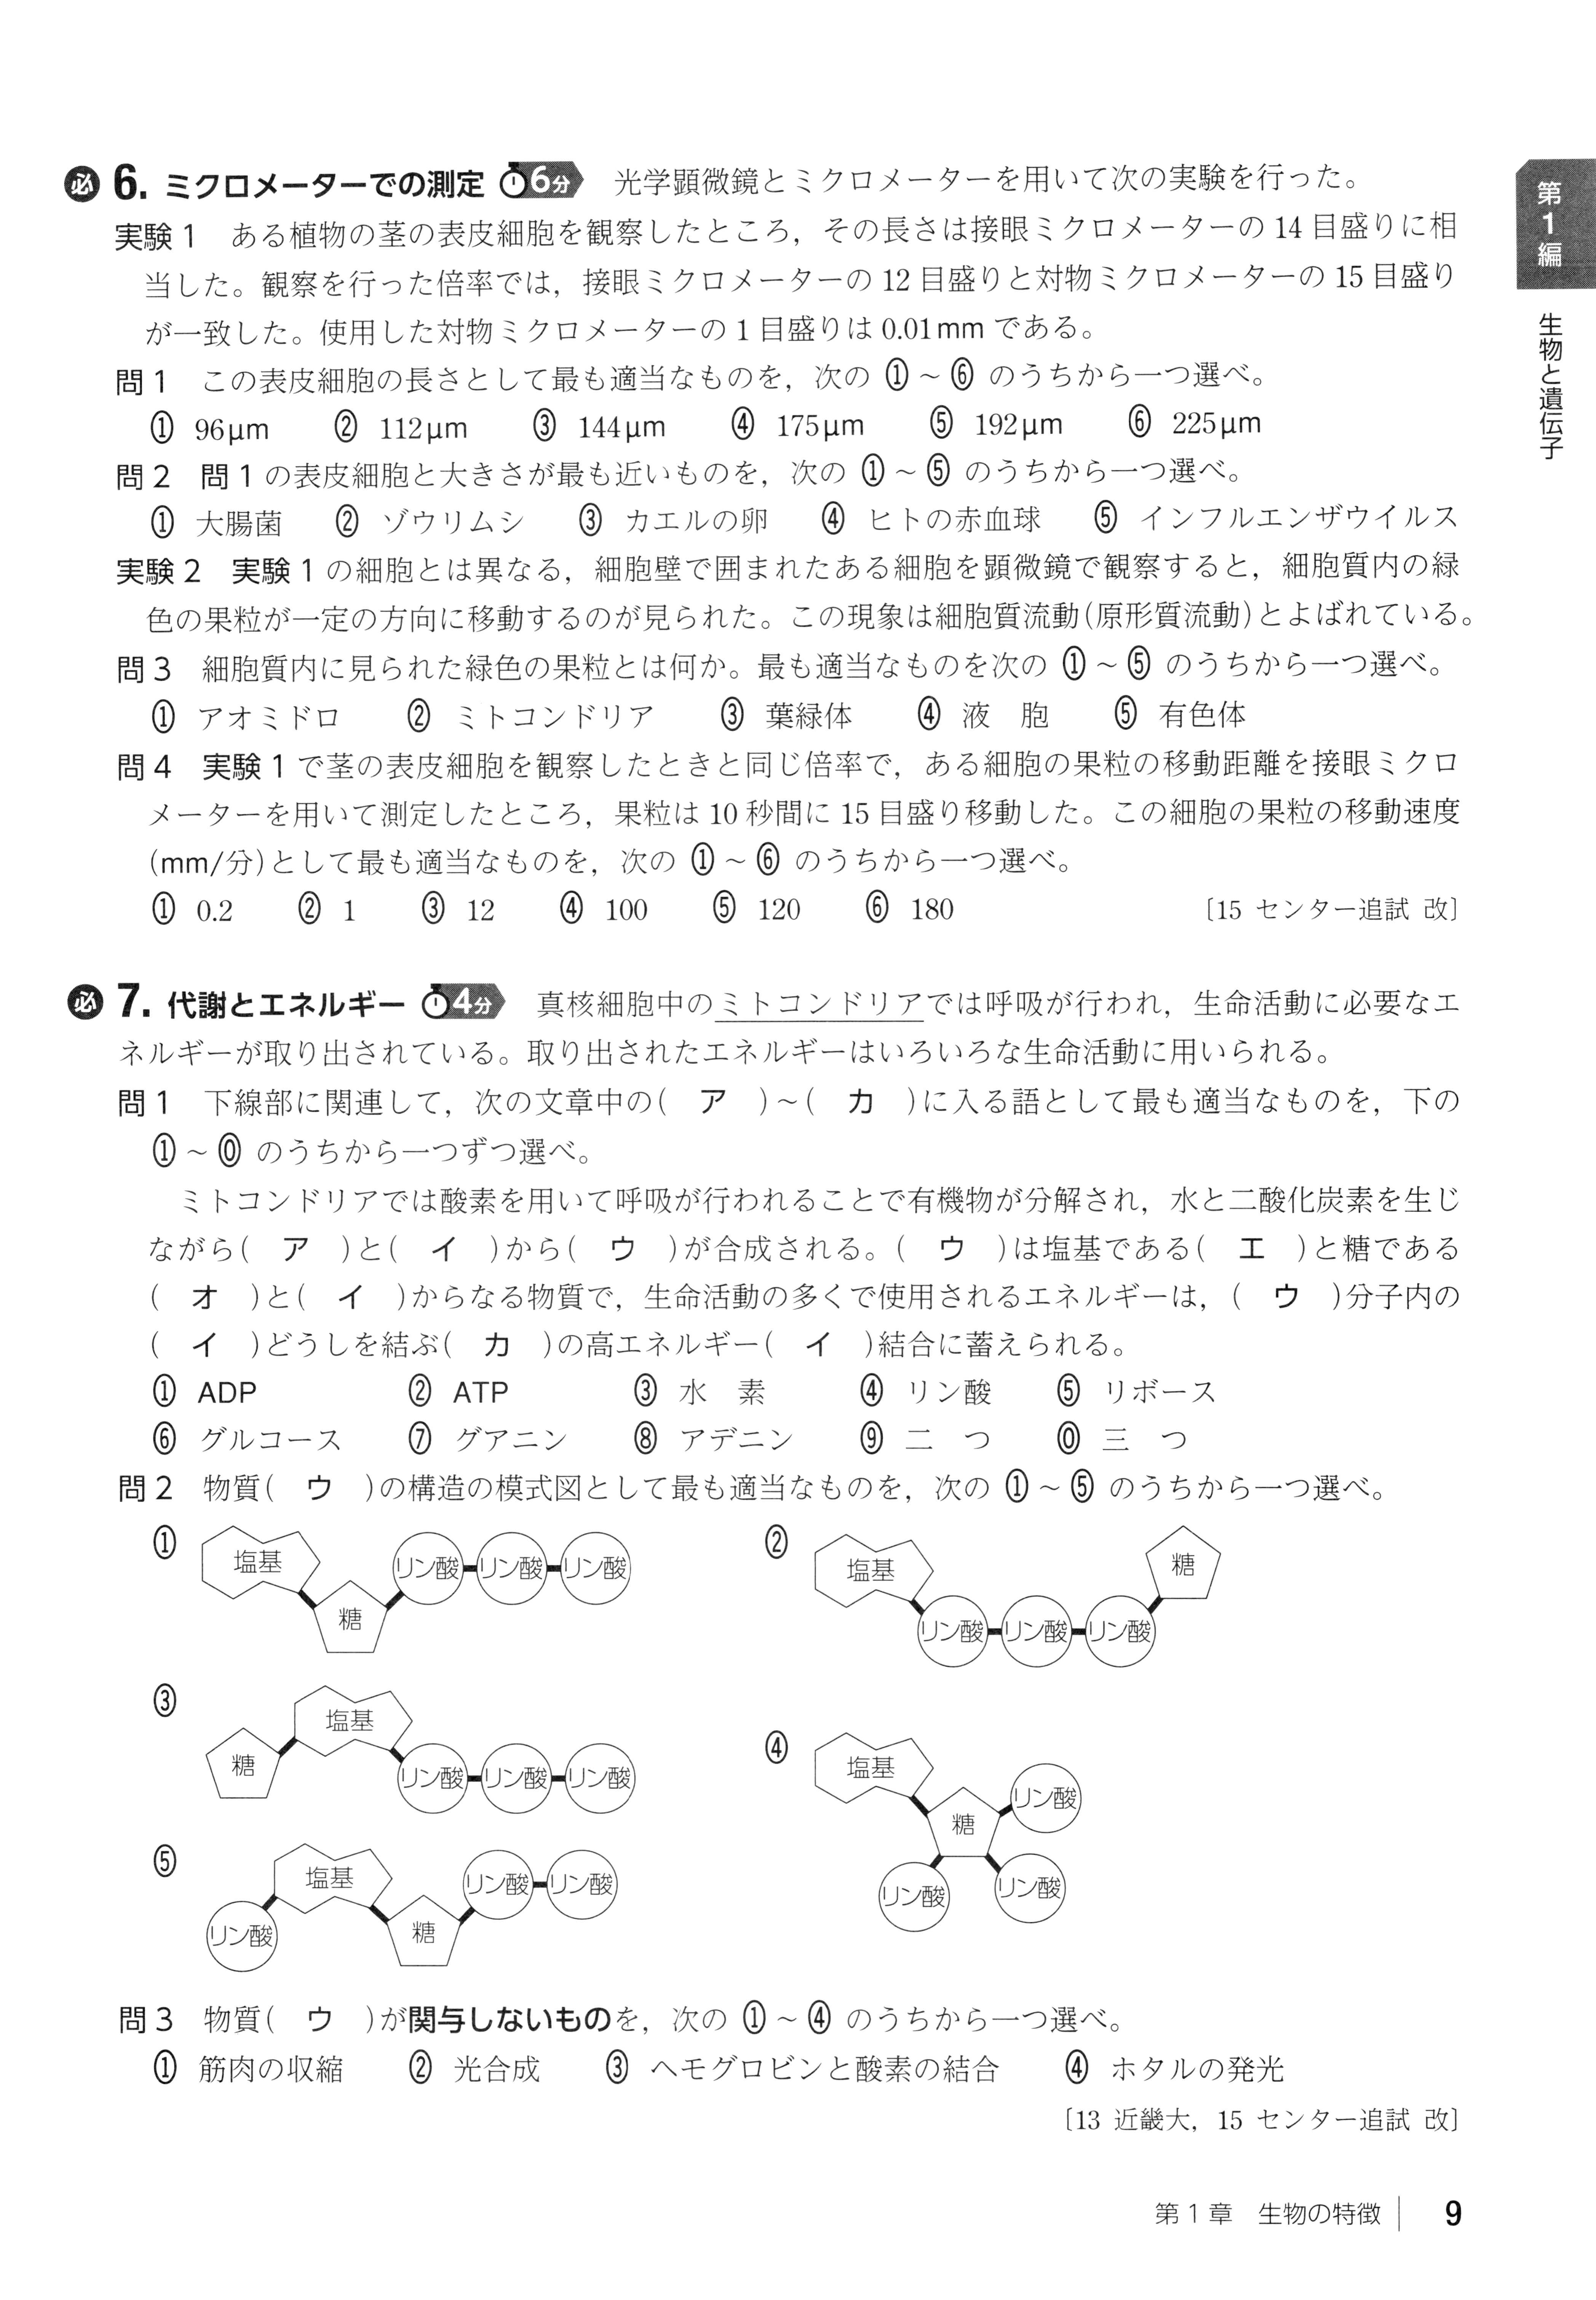 必 6. ミクロメーターでの測定 6分 光学顕微鏡とミクロメーターを用いて次の実験を行った。
実験1 ある植物の茎の表皮細胞を観察したところ，その長さは接眼ミクロメーターの 14 目盛りに相
当した。観察を行った倍率では，接眼ミクロメーターの 12 目盛りと対物ミクロメーターの 15 目盛り
が一致した。使用した対物ミクロメーターの 1 目盛りは 0.01mm である。
問1 この表皮細胞の長さとして最も適当なものを，次の ①～⑥ のうちから一つ選べ。
① 96μm ② 112μm ③ 144μm ④ 175μm ⑤ 192μm ⑥ 225μm
問2 問1の表皮細胞と大きさが最も近いものを，次の ①～⑤ のうちから一つ選べ。
① 大腸菌 ② ゾウリムシ ③ カエルの卵 ④ ヒトの赤血球 ⑤ インフルエンザウイルス
実験2 実験1の細胞とは異なる，細胞壁で囲まれたある細胞を顕微鏡で観察すると，細胞質内の緑
色の果粒が一定の方向に移動するのが見られた。この現象は細胞質流動(原形質流動)とよばれている。
問3 細胞質内に見られた緑色の果粒とは何か。最も適当なものを次の ①～⑤ のうちから一つ選べ。
① アオミドロ ② ミトコンドリア ③ 葉緑体 ④ 液 胞 ⑤ 有色体
問4 実験1で茎の表皮細胞を観察したときと同じ倍率で，ある細胞の果粒の移動距離を接眼ミクロ
メーターを用いて測定したところ，果粒は 10 秒間に 15 目盛り移動した。この細胞の果粒の移動速度
(mm/分)として最も適当なものを，次の ①～⑥ のうちから一つ選べ。
① 0.2 ② 1 ③ 12 ④ 100 ⑤ 120 ⑥ 180 〔15 センター追試 改〕
必 7. 代謝とエネルギー 4分 真核細胞中のミトコンドリアでは呼吸が行われ，生命活動に必要なエ
ネルギーが取り出されている。取り出されたエネルギーはいろいろな生命活動に用いられる。
問1 下線部に関連して，次の文章中の( ア )～( カ )に入る語として最も適当なものを，下の
①～⓪ のうちから一つずつ選べ。
ミトコンドリアでは酸素を用いて呼吸が行われることで有機物が分解され，水と二酸化炭素を生じ
ながら( ア )と( イ )から( ウ )が合成される。( ウ )は塩基である( エ )と糖である
( オ )と( イ )からなる物質で，生命活動の多くで使用されるエネルギーは，( ウ )分子内の
( イ )どうしを結ぶ( カ )の高エネルギー( イ )結合に蓄えられる。
① ADP ② ATP ③ 水 素 ④ リン酸 ⑤ リボース
⑥ グルコース ⑦ グアニン ⑧ アデニン ⑨ 二 つ ⓪ 三 つ
問2 物質( ウ )の構造の模式図として最も適当なものを，次の ①～⑤ のうちから一つ選べ。
① 塩基 糖 リン酸 リン酸 リン酸
② 塩基 リン酸 リン酸 リン酸 糖
③ 糖 塩基 リン酸 リン酸 リン酸
④ 塩基 糖 リン酸 リン酸 リン酸
⑤ リン酸 塩基 糖 リン酸 リン酸
問3 物質( ウ )が関与しないものを，次の ①～④ のうちから一つ選べ。
① 筋肉の収縮 ② 光合成 ③ ヘモグロビンと酸素の結合 ④ ホタルの発光
〔13 近畿大，15 センター追試 改〕
第1章 生物の特徴 9
第1編
生物と遺伝子